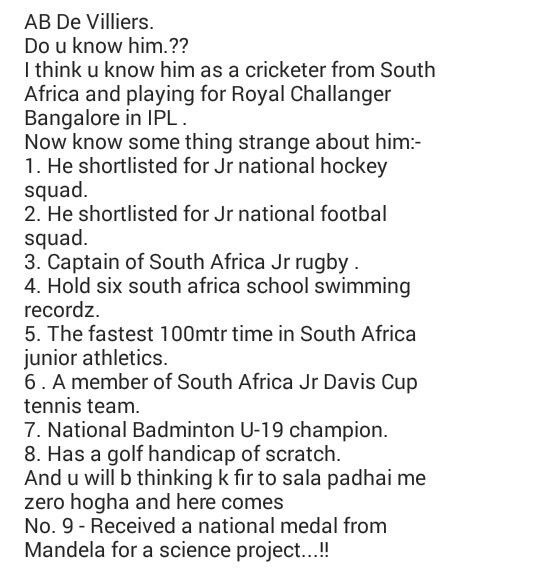 AB De Villiers.
Do u know him.??
I think u know him as a cricketer from South
Africa and playing for Royal Challanger
Bangalore in IPL .
Now know some thing strange about him:-
1. He shortlisted for Jr national hockey
squad.
2. He shortlisted for Jr national footbal
squad.
3. Captain of South Africa Jr rugby .
4. Hold six south africa school swimming
recordz.
5. The fastest 100mtr time in South Africa
junior athletics.
6 . A member of South Africa Jr Davis Cup
tennis team.
7. National Badminton U-19 champion.
8. Has a golf handicap of scratch.
And u will b thinking k fir to sala padhai me
zero hogha and here comes
No. 9 - Received a national medal from
Mandela for a science project...!!